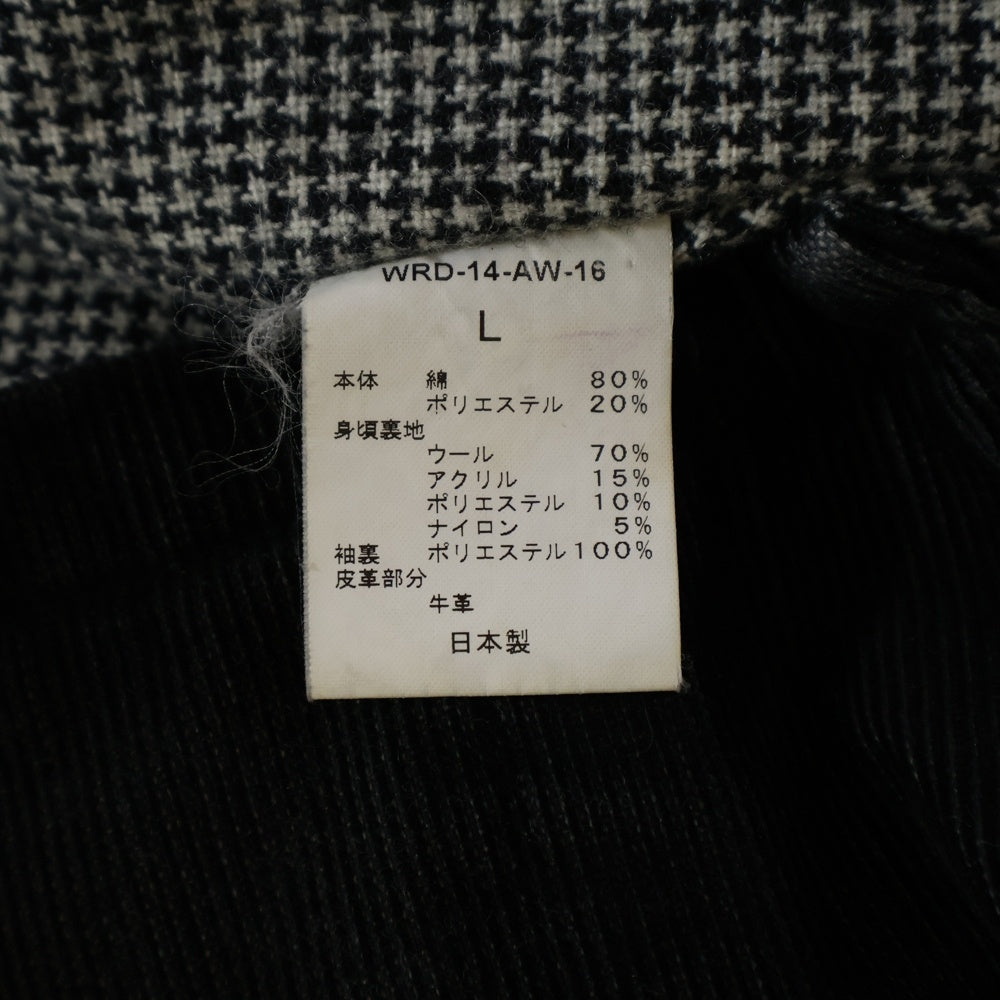 WRD-14-AW-16
L
本体 綿 80%
ポリエステル 20%
身頃裏地
ウール 70%
アクリル 15%
ポリエステル 10%
ナイロン 5%
袖裏 ポリエステル100%
皮革部分
牛革
日本製